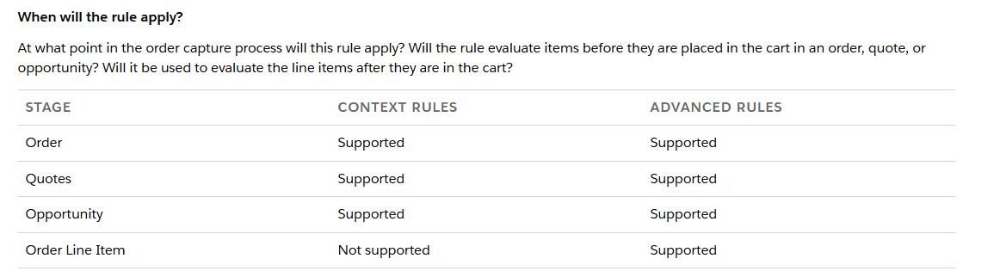 When will the rule apply?
At what point in the order capture process will this rule apply? Will the rule evaluate items before they are placed in the cart in an order, quote, or
opportunity? Will it be used to evaluate the line items after they are in the cart?
STAGE CONTEXT RULES ADVANCED RULES
Order Supported Supported
Quotes Supported Supported
Opportunity Supported Supported
Order Line Item Not supported Supported